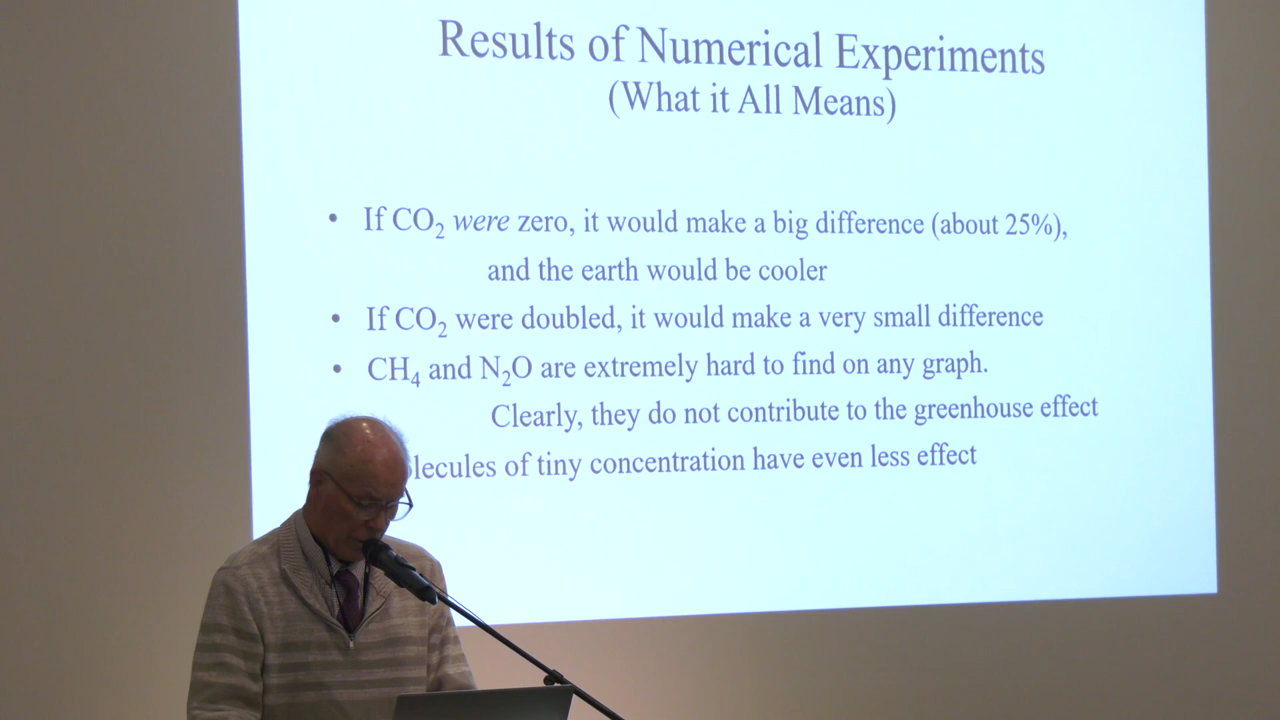 Results of Numerical Experiments
(What it All Means)
• If CO₂ were zero, it would make a big difference (about 25%),
and the earth would be cooler
• If CO₂ were doubled, it would make a very small difference
• CH₄ and N₂O are extremely hard to find on any graph.
Clearly, they do not contribute to the greenhouse effect
of tiny concentration have even less effect